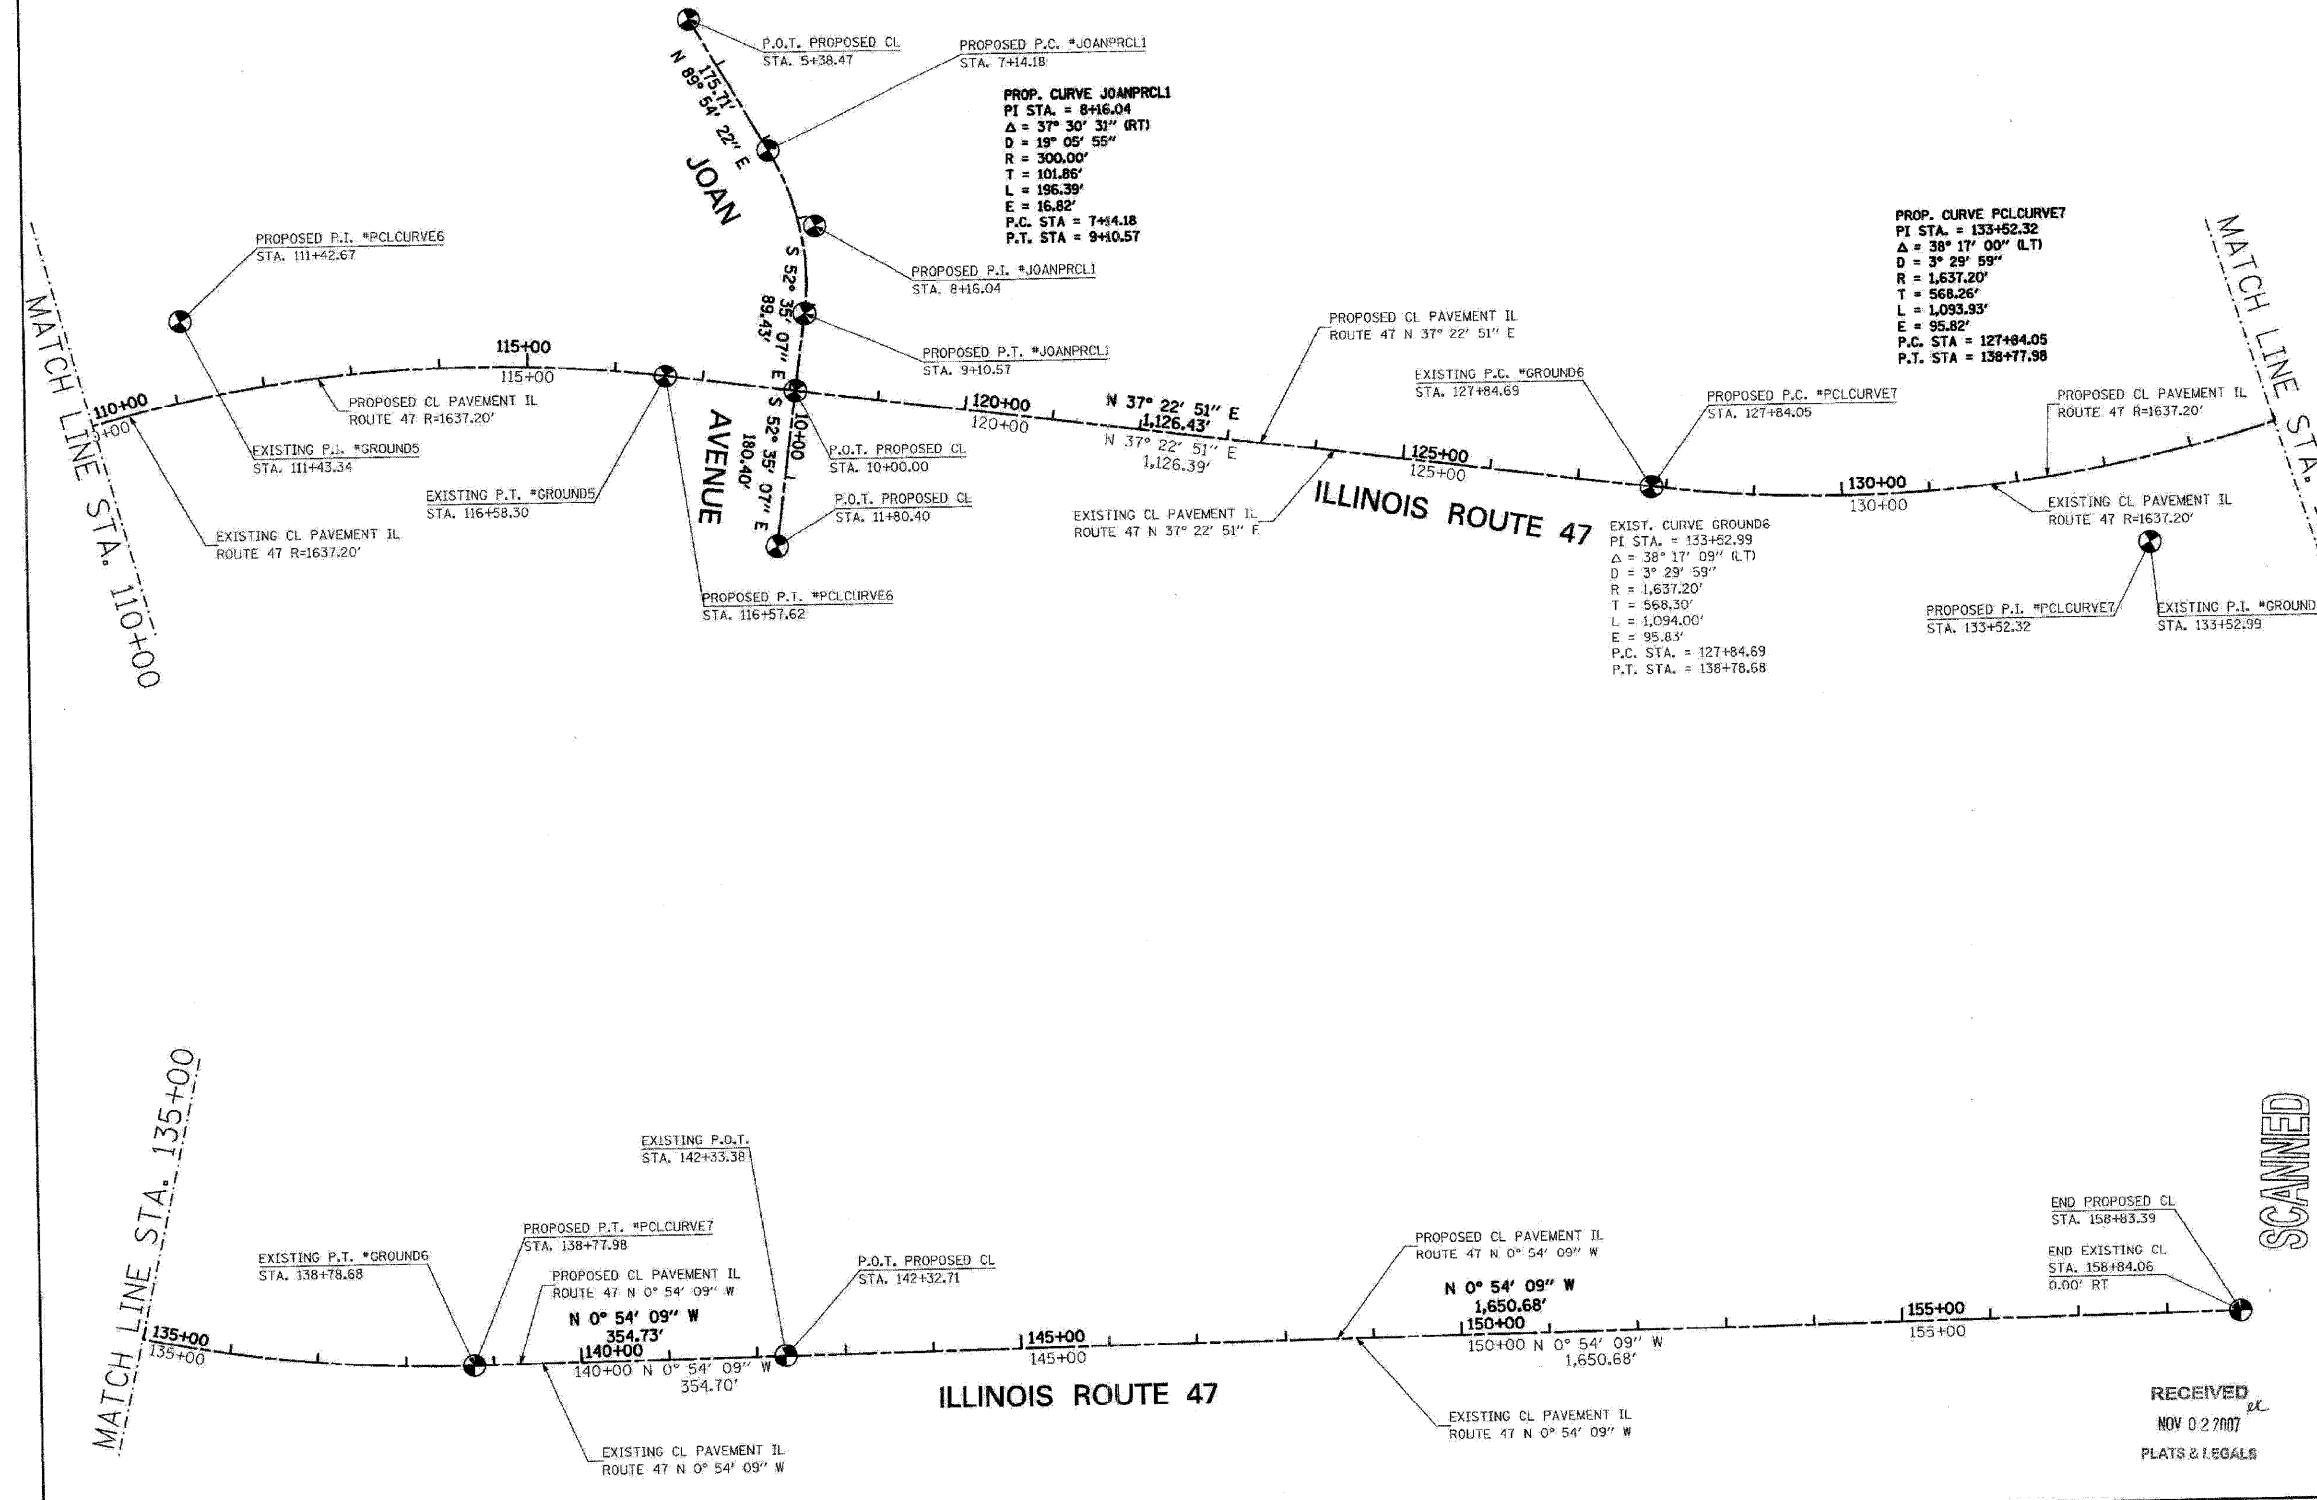 P.O.T. PROPOSED CL
STA. 5+38.47
PROPOSED P.C. *JOANPRCL1
STA. 7+14.18
175.71'
N 89° 54' 22" E
JOAN
PROP. CURVE JOANPRCL1
PI STA. = 8+16.04
Δ = 37° 30' 31" (RT)
D = 19° 05' 55"
R = 300.00'
T = 101.86'
L = 196.39'
E = 16.82'
P.C. STA = 7+14.18
P.T. STA = 9+10.57
PROP. CURVE PCLCURVE7
PI STA. = 133+52.32
Δ = 38° 17' 00" (LT)
D = 3° 29' 59"
R = 1,637.20'
T = 568.26'
L = 1,093.93'
E = 95.82'
P.C. STA = 127+84.05
P.T. STA = 138+77.98
MATCH LINE STA.
PROPOSED P.I. *PCLCURVE6
STA. 111+42.67
PROPOSED P.I. *JOANPRCL1
STA. 8+16.04
S 52° 35' 07" E
89.43'
MATCH LINE STA. 110+00
PROPOSED CL PAVEMENT IL
ROUTE 47 N 37° 22' 51" E
PROPOSED P.T. *JOANPRCL1
STA. 9+10.57
115+00
115+00
EXISTING P.C. *GROUND6
STA. 127+84.69
PROPOSED P.C. *PCLCURVE7
STA. 127+84.05
PROPOSED CL PAVEMENT IL
ROUTE 47 R=1637.20'
110+00
+00
PROPOSED CL PAVEMENT IL
ROUTE 47 R=1637.20'
120+00
120+00
N 37° 22' 51" E
1,126.43'
N 37° 22' 51" E
1,126.39'
AVENUE
S 52° 35' 07" E
180.40'
10+00
EXISTING P.I. *GROUND5
STA. 111+43.34
P.O.T. PROPOSED CL
STA. 10+00.00
125+00
125+00
EXISTING P.T. *GROUND5
STA. 116+58.30
P.O.T. PROPOSED CL
STA. 11+80.40
130+00
130+00
EXISTING CL PAVEMENT IL
ROUTE 47 R=1637.20'
EXISTING CL PAVEMENT IL
ROUTE 47 R=1637.20'
EXISTING CL PAVEMENT IL
ROUTE 47 N 37° 22' 51" E
ILLINOIS ROUTE 47
EXIST. CURVE GROUND6
PI STA. = 133+52.99
Δ = 38° 17' 09" (LT)
D = 3° 29' 59"
R = 1,637.20'
T = 568.30'
L = 1,094.00'
E = 95.83'
P.C. STA. = 127+84.69
P.T. STA. = 138+78.68
PROPOSED P.T. *PCLCURVE6
STA. 116+57.62
PROPOSED P.I. *PCLCURVE7
STA. 133+52.32
EXISTING P.I. *GROUND
STA. 133+52.99
MATCH LINE STA. 135+00
SCANNED
EXISTING P.O.T.
STA. 142+33.38
PROPOSED P.T. *PCLCURVE7
STA. 138+77.98
EXISTING P.T. *GROUND6
STA. 138+78.68
PROPOSED CL PAVEMENT IL
ROUTE 47 N 0° 54' 09" W
P.O.T. PROPOSED CL
STA. 142+32.71
PROPOSED CL PAVEMENT IL
ROUTE 47 N 0° 54' 09" W
END PROPOSED CL
STA. 158+83.39
END EXISTING CL
STA. 158+84.06
0.00' RT
N 0° 54' 09" W
354.73'
N 0° 54' 09" W
1,650.68'
135+00
135+00
140+00
140+00 N 0° 54' 09" W
354.70'
145+00
145+00
150+00
150+00 N 0° 54' 09" W
1,650.68'
155+00
155+00
ILLINOIS ROUTE 47
EXISTING CL PAVEMENT IL
ROUTE 47 N 0° 54' 09" W
EXISTING CL PAVEMENT IL
ROUTE 47 N 0° 54' 09" W
RECEIVED
NOV 02 2007
PLATS & LEGALS